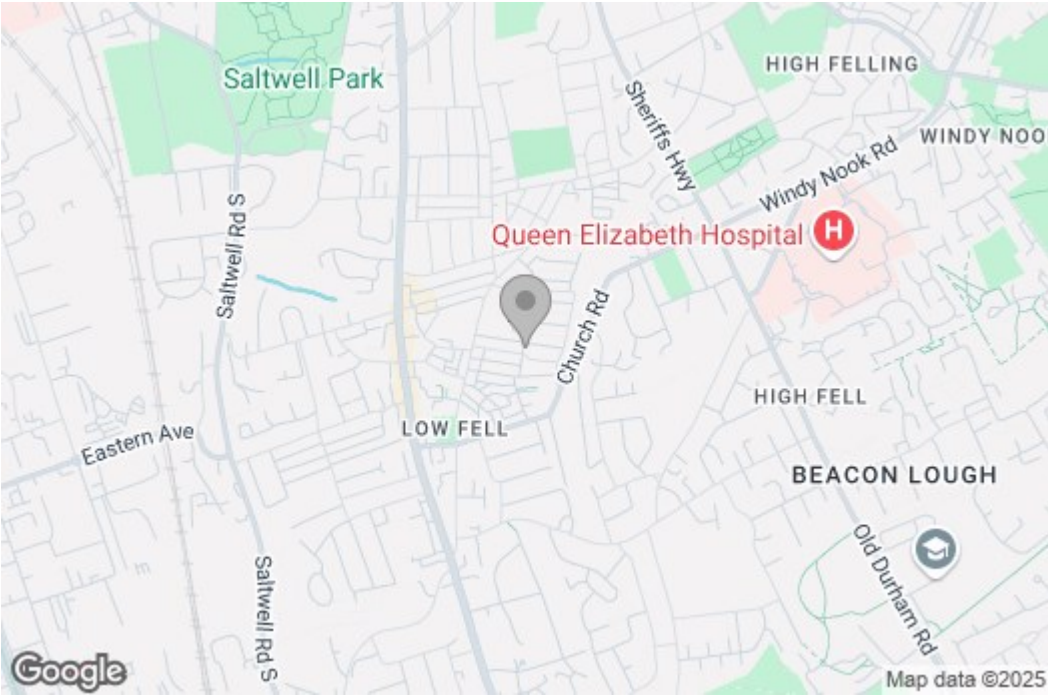 HIGH FELLING
Saltwell Park
Sheriffs Hwy
WINDY NOO
Windy Nook Rd
Queen Elizabeth Hospital
H
Saltwell Rd S
Church Rd
HIGH FELL
LOW FELL
Eastern Ave
BEACON LOUGH
Old Durham Rd
Saltwell Rd S
Google
Map data ©2025